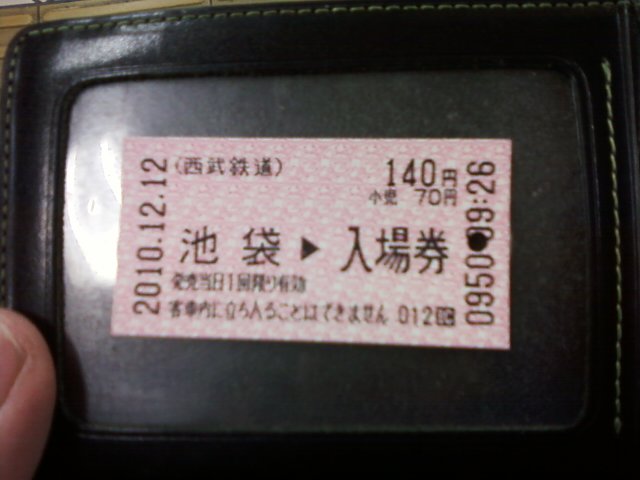 2010.12.12
(西武鉄道)
140円
小児 70円
池袋▶入場券
発売当日1回限り有効
客車内に立ち入ることはできません 012
0950 09:26